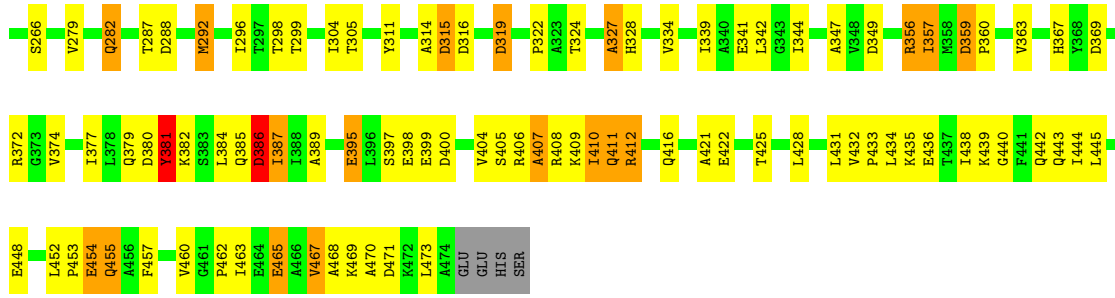 S266 V279 Q282 T287 D288 M292 I296 T297 T298 T299 I304 T305 Y311 A314 D315 D316 D319 P322 A323 T324 A327 H328 V334 I339 A340 E341 L342 G343 I344 A347 V348 D349 R356 I357 M358 D359 P360 V363 H367 Y368 D369
R372 G373 V374 I377 L378 Q379 D380 Y381 K382 S383 L384 Q385 D386 I387 I388 A389 E395 L396 S397 E398 E399 D400 V404 S405 R406 A407 R408 K409 I410 Q411 R412 Q416 A421 E422 T425 L428 L431 V432 P433 L434 K435 E436 T437 I438 K439 G440 F441 Q442 Q443 I444 L445
E448 L452 P453 E454 Q455 A456 F457 V460 G461 P462 I463 E464 E465 A466 V467 A468 K469 A470 D471 K472 L473 A474 GLU GLU HIS SER